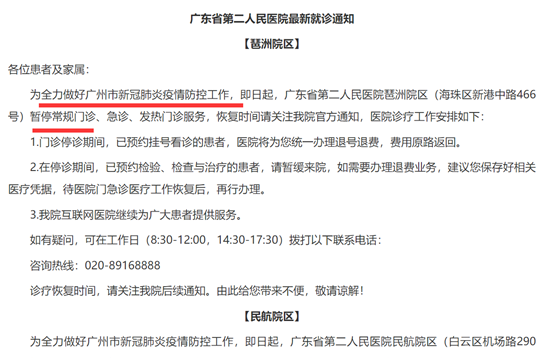 广东省第二人民医院最新就诊通知
【琶洲院区】
各位患者及家属：
为全力做好广州市新冠肺炎疫情防控工作，即日起，广东省第二人民医院琶洲院区（海珠区新港中路466
号）暂停常规门诊、急诊、发热门诊服务，恢复时间请关注我院官方通知，医院诊疗工作安排如下：
1.门诊停诊期间，已预约挂号看诊的患者，医院将为您统一办理退号退费，费用原路返回。
2.在停诊期间，已预约检验、检查与治疗的患者，请暂缓来院，如需要办理退费业务，建议您保存好相关
医疗凭据，待医院门急诊医疗工作恢复后，再行办理。
3.我院互联网医院继续为广大患者提供服务。
如有疑问，可在工作日（8:30-12:00，14:30-17:30）拨打以下联系电话：
咨询热线：020-89168888
诊疗恢复时间，请关注我院后续通知。由此给您带来不便，敬请谅解！
【民航院区】
为全力做好广州市新冠肺炎疫情防控工作，即日起，广东省第二人民医院民航院区（白云区机场路290